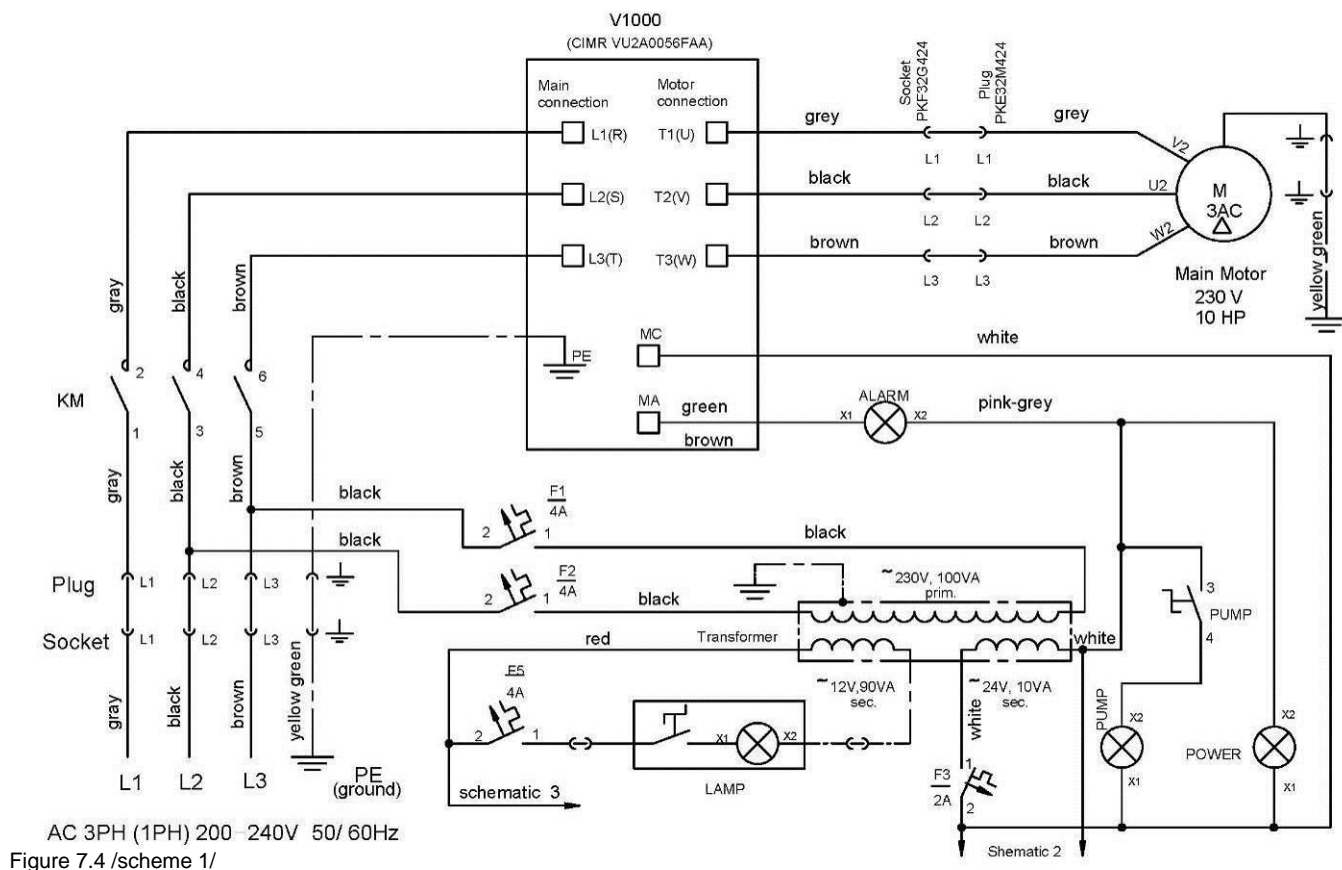 V1000
(CIMR VU2A0056FAA)
Main
connection
Motor
connection
L1(R)
T1(U)
L2(S)
T2(V)
L3(T)
T3(W)
PE
MC
MA
grey
black
brown
Socket
PKF32G424
Plug
PKE32M424
L1
L1
L2
L2
L3
L3
grey
black
brown
V2
U2
W2
M
3AC
Main Motor
230 V
10 HP
yellow green
white
green
brown
ALARM
X1
X2
pink-grey
gray
black
brown
KM
2
4
6
1
3
5
gray
black
brown
black
black
F1
4A
2
1
black
F2
4A
2
1
black
~230V, 100VA
prim.
Transformer
white
3
PUMP
4
Plug
L1
L2
L3
Socket
L1
L2
L3
gray
black
brown
yellow green
red
F5
4A
2
1
X1
X2
LAMP
~12V,90VA
sec.
~24V, 10VA
sec.
white
1
F3
2A
2
PUMP
X2
X1
POWER
X2
X1
schematic 3
Shematic 2
L1
L2
L3
PE
(ground)
AC 3PH (1PH) 200-240V 50/ 60Hz
Figure 7.4 /scheme 1/